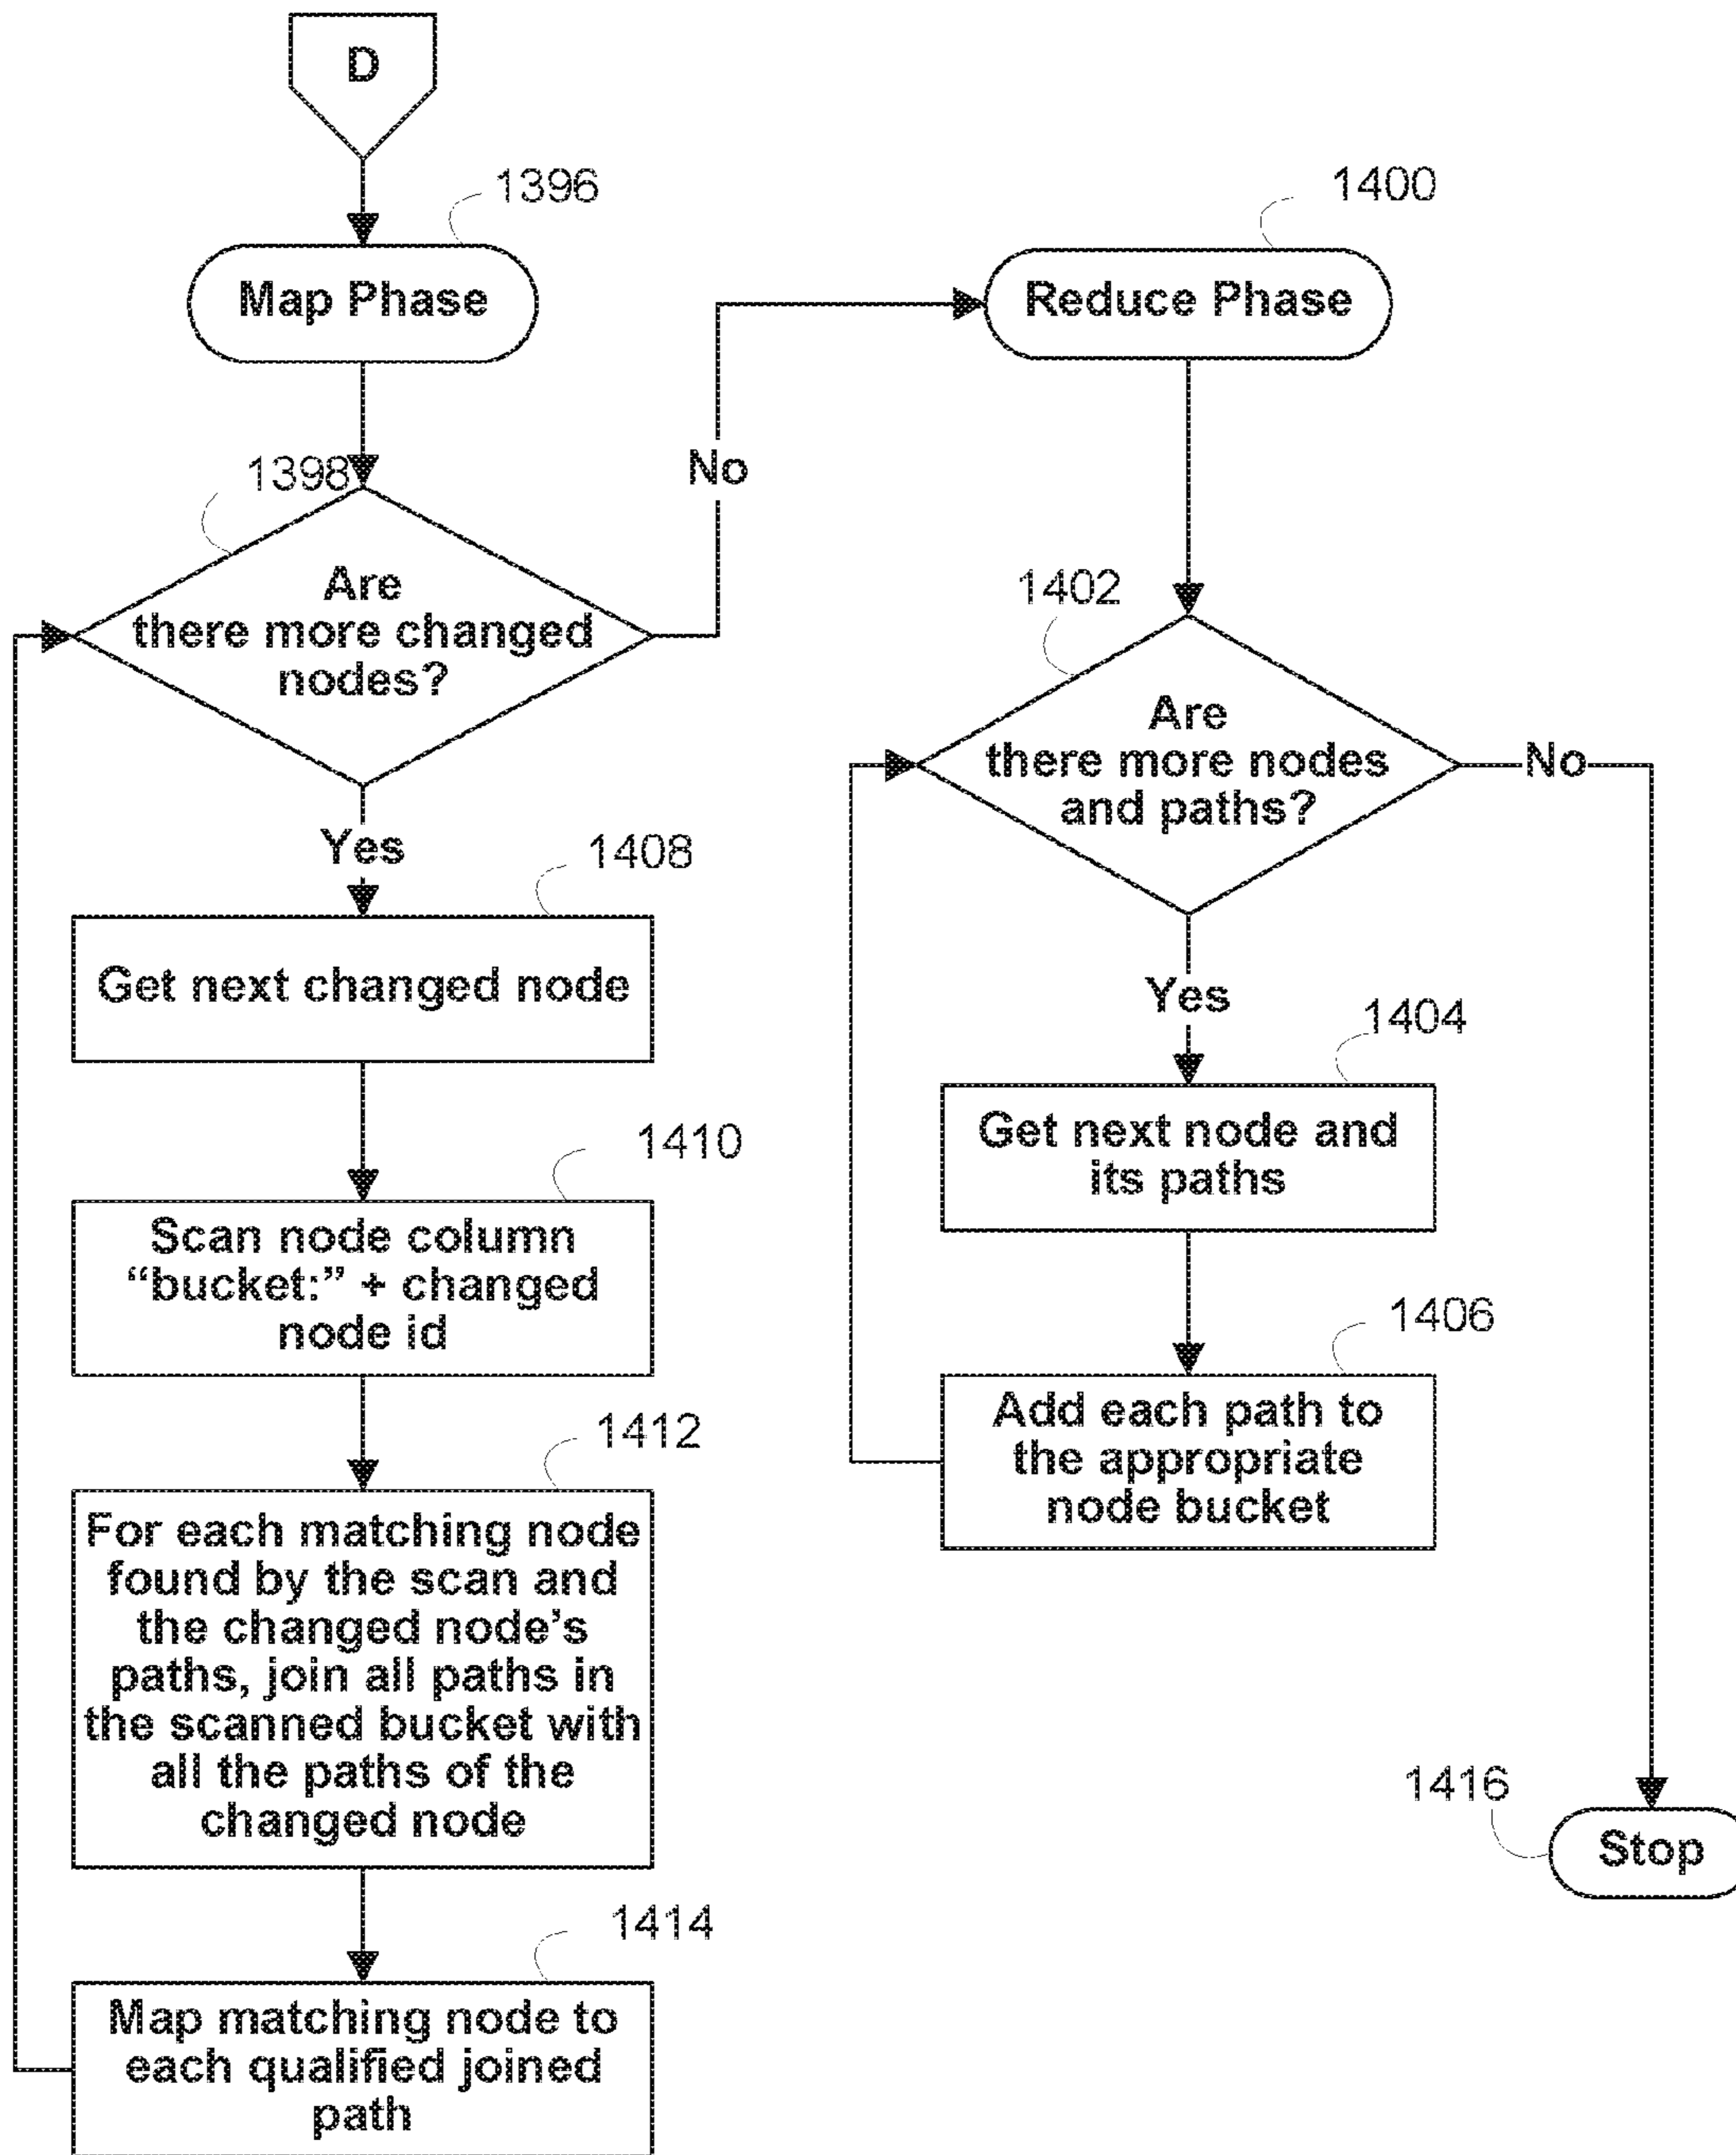 D
1396
Map Phase
1398
Are
there more changed
nodes?
No
Yes
1408
Get next changed node
1410
Scan node column
“bucket:” + changed
node id
1412
For each matching node
found by the scan and
the changed node’s
paths, join all paths in
the scanned bucket with
all the paths of the
changed node
1414
Map matching node to
each qualified joined
path
1400
Reduce Phase
1402
Are
there more nodes
and paths?
No
Yes
1404
Get next node and
its paths
1406
Add each path to
the appropriate
node bucket
1416
Stop